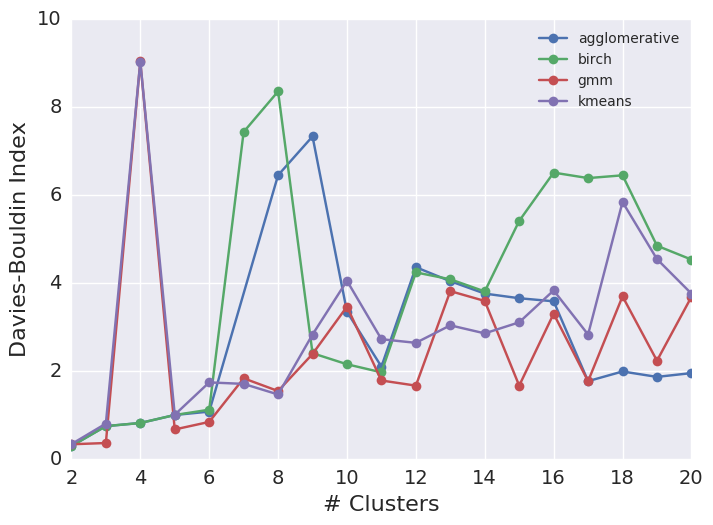 10
8
6
4
2
0
Davies-Bouldin Index
agglomerative
birch
gmm
kmeans
2 4 6 8 10 12 14 16 18 20
# Clusters